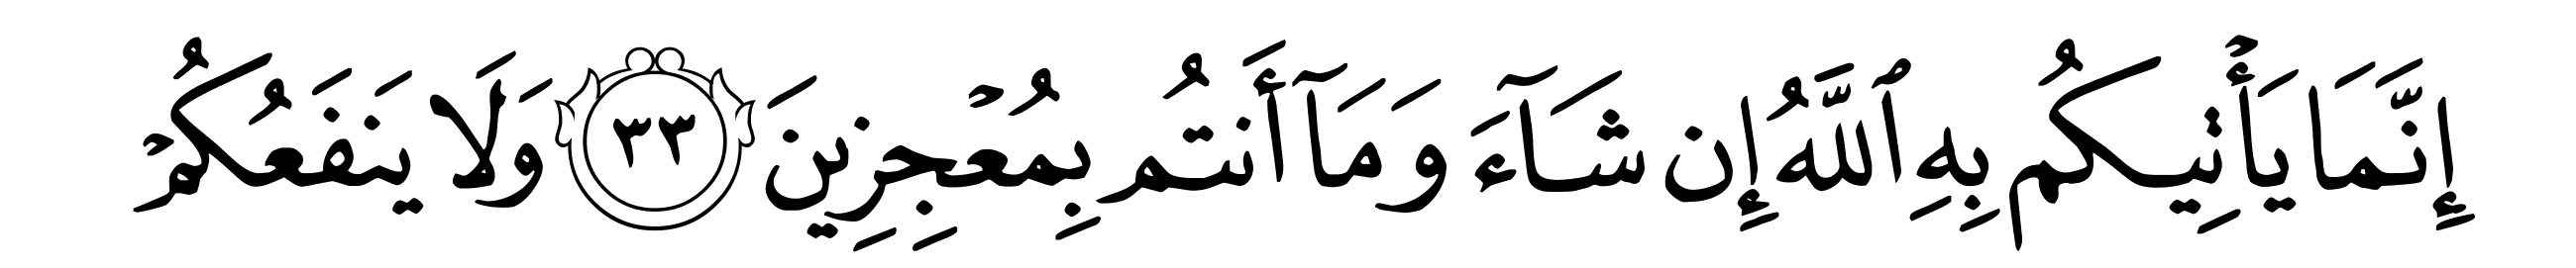 إِنَّمَا يَأْتِيكُم بِهِ ٱللَّهُ إِن شَآءَ وَمَآ أَنتُم بِمُعْجِزِينَ ٣٣ وَلَا يَنفَعُكُمْ